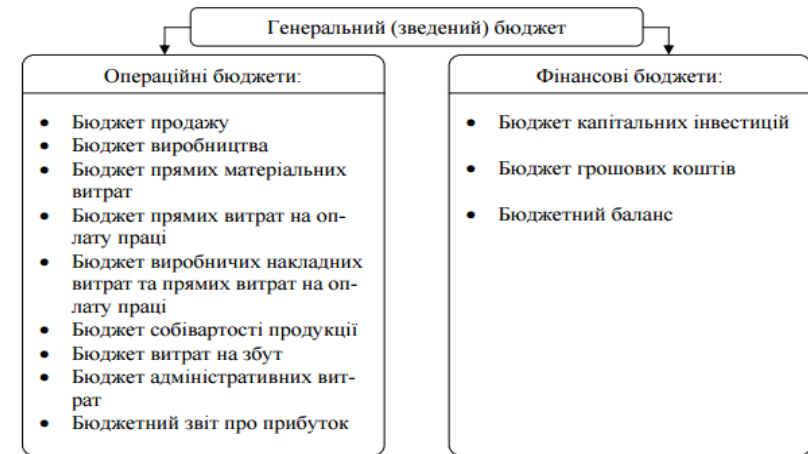 Генеральний (зведений) бюджет
Операційні бюджети:
• Бюджет продажу
• Бюджет виробництва
• Бюджет прямих матеріальних
витрат
• Бюджет прямих витрат на оп-
лату праці
• Бюджет виробничих накладних
витрат та прямих витрат на оп-
лату праці
• Бюджет собівартості продукції
• Бюджет витрат на збут
• Бюджет адміністративних вит-
рат
• Бюджетний звіт про прибуток
Фінансові бюджети:
• Бюджет капітальних інвестицій
• Бюджет грошових коштів
• Бюджетний баланс